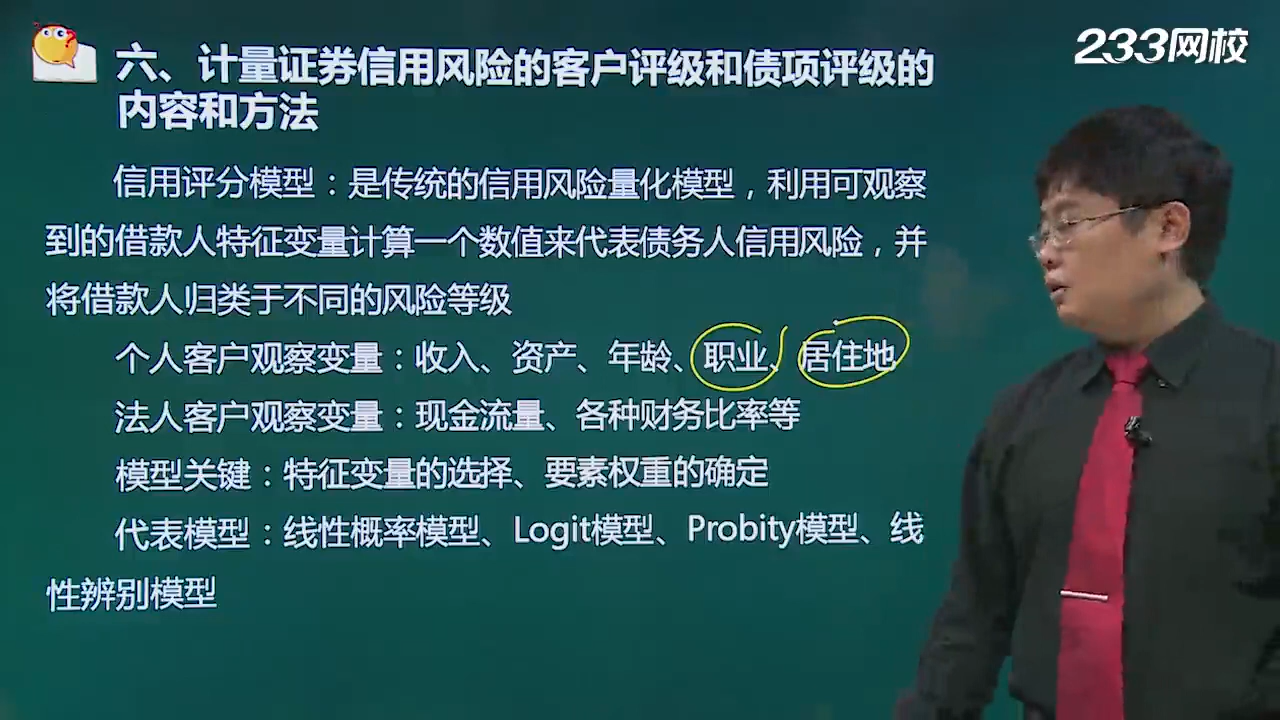 233网校
六、计量证券信用风险的客户评级和债项评级的
内容和方法
信用评分模型：是传统的信用风险量化模型，利用可观察
到的借款人特征变量计算一个数值来代表债务人信用风险，并
将借款人归类于不同的风险等级
个人客户观察变量：收入、资产、年龄、职业、居住地
法人客户观察变量：现金流量、各种财务比率等
模型关键：特征变量的选择、要素权重的确定
代表模型：线性概率模型、Logit模型、Probity模型、线
性辨别模型